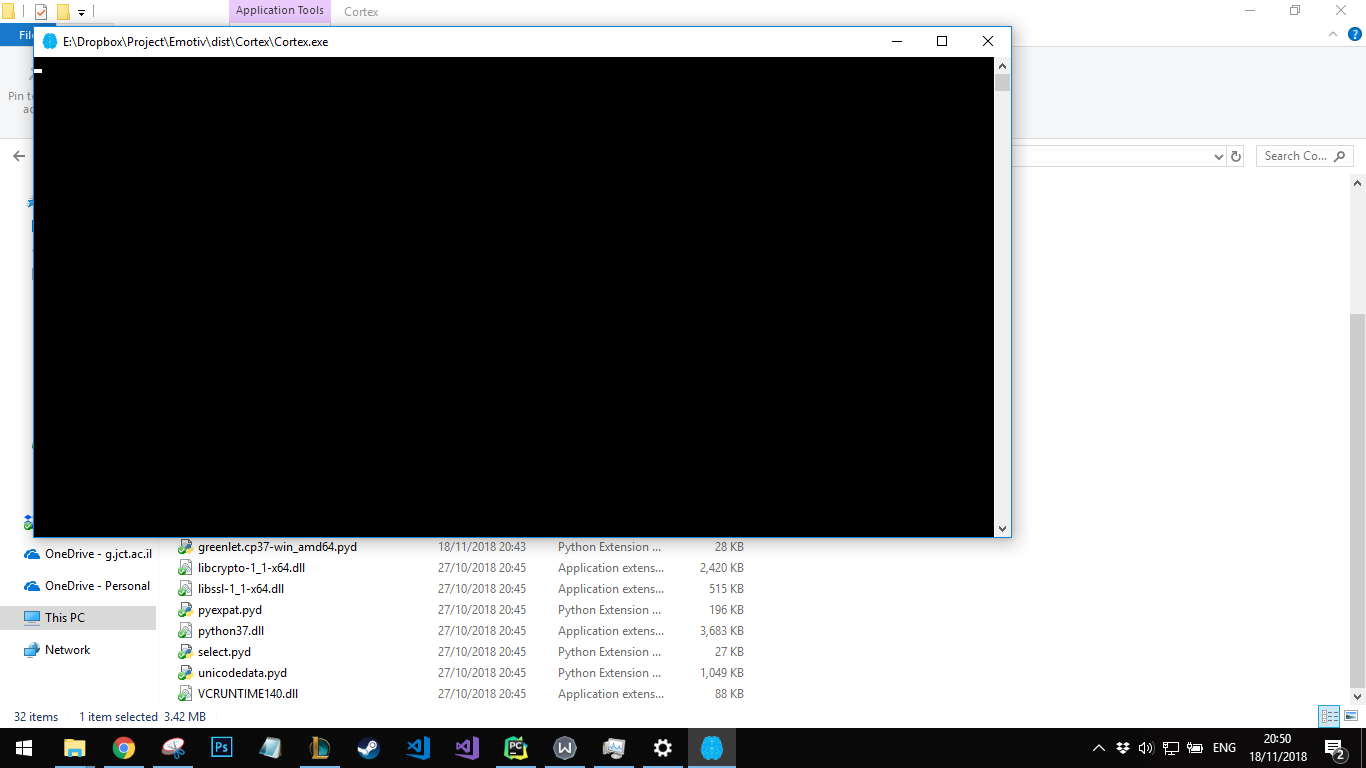 Application Tools
Cortex
E:\Dropbox\Project\Emotiv\dist\Cortex\Cortex.exe
Search Co...
greenlet.cp37-win_amd64.pyd 18/11/2018 20:43 Python Extension ... 28 KB
OneDrive - g.jct.ac.il
libcrypto-1_1-x64.dll 27/10/2018 20:45 Application extens... 2,420 KB
OneDrive - Personal
libssl-1_1-x64.dll 27/10/2018 20:45 Application extens... 515 KB
pyexpat.pyd 27/10/2018 20:45 Python Extension ... 196 KB
This PC
python37.dll 27/10/2018 20:45 Application extens... 3,683 KB
Network
select.pyd 27/10/2018 20:45 Python Extension ... 27 KB
unicodedata.pyd 27/10/2018 20:45 Python Extension ... 1,049 KB
VCRUNTIME140.dll 27/10/2018 20:45 Application extens... 88 KB
32 items 1 item selected 3.42 MB
Ps
PC
W
ENG
20:50
18/11/2018
2